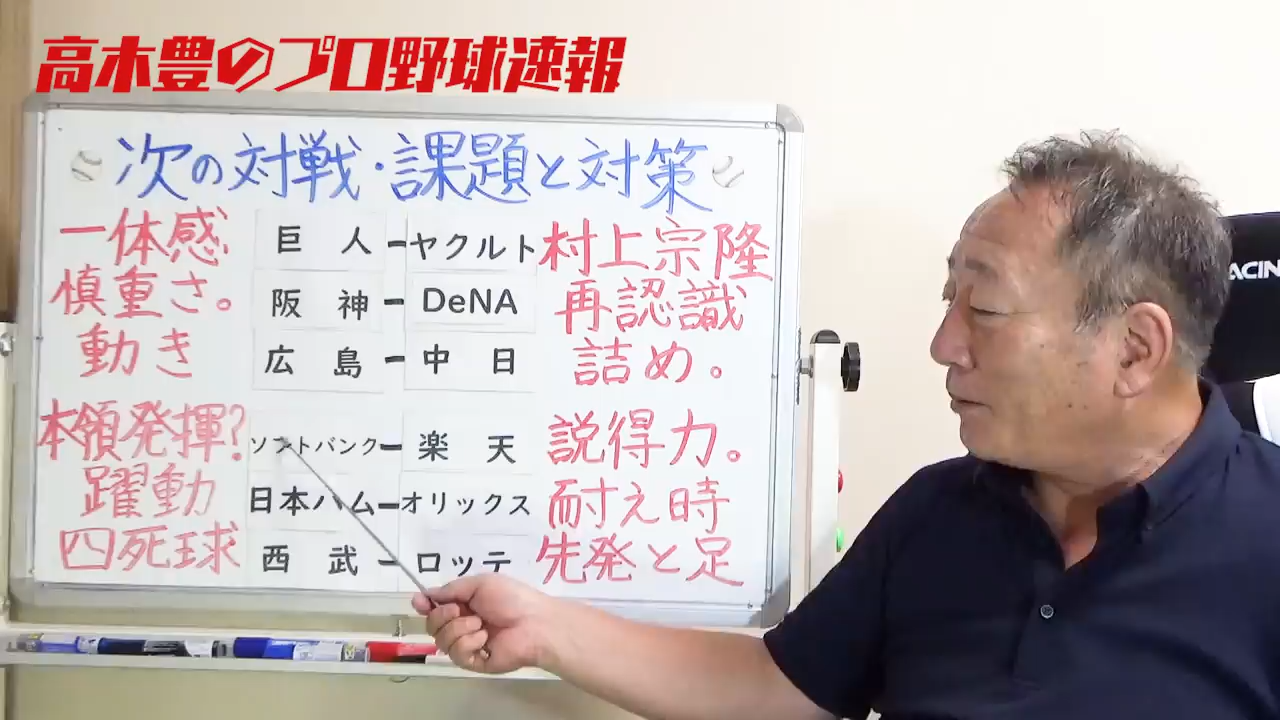 高木豊のプロ野球速報
次の対戦・課題と対策
一体感 巨人-ヤクルト 村上宗隆
慎重さ。 阪神-DeNA 再認識
動き 広島-中日 詰め。
本領発揮? ソフトバンク-楽天 説得力。
躍動 日本ハム-オリックス 耐え時
四死球 西武-ロッテ 先発と足
ACIN